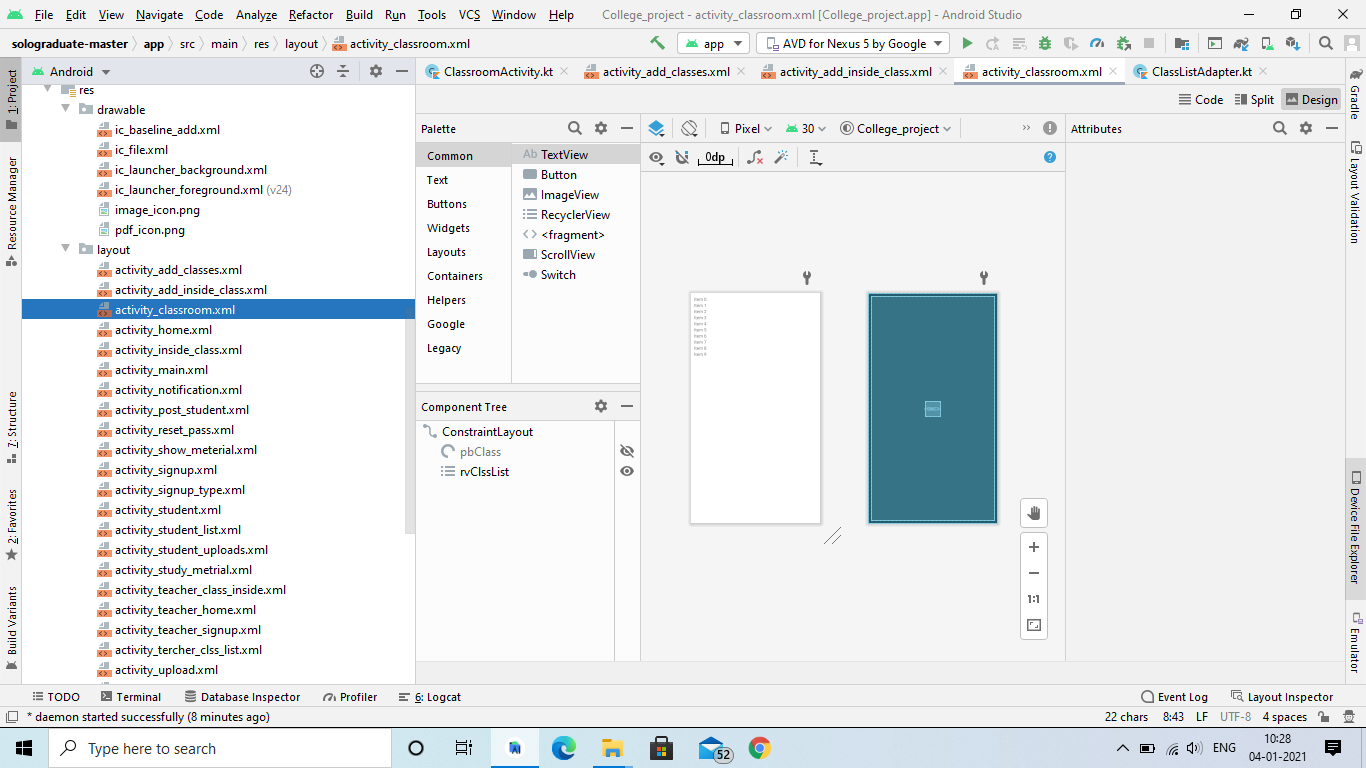 File Edit View Navigate Code Analyze Refactor Build Run Tools VCS Window Help College_project - activity_classroom.xml [College_project.app] - Android Studio
solograduate-master app src main res layout activity_classroom.xml app AVD for Nexus 5 by Google
Android ClassroomActivity.kt activity_add_classes.xml activity_add_inside_class.xml activity_classroom.xml ClassListAdapter.kt
Code Split Design
1: Project
Resource Manager
7: Structure
2: Favorites
Build Variants
res
drawable
ic_baseline_add.xml
ic_file.xml
ic_launcher_background.xml
ic_launcher_foreground.xml (v24)
image_icon.png
pdf_icon.png
layout
activity_add_classes.xml
activity_add_inside_class.xml
activity_classroom.xml
activity_home.xml
activity_inside_class.xml
activity_main.xml
activity_notification.xml
activity_post_student.xml
activity_reset_pass.xml
activity_show_meterial.xml
activity_signup.xml
activity_signup_type.xml
activity_student.xml
activity_student_list.xml
activity_student_uploads.xml
activity_study_metrial.xml
activity_teacher_class_inside.xml
activity_teacher_home.xml
activity_teacher_signup.xml
activity_tercher_clss_list.xml
activity_upload.xml
Palette
Common
Text
Buttons
Widgets
Layouts
Containers
Helpers
Google
Legacy
Ab TextView
Button
ImageView
RecyclerView
<fragment>
ScrollView
Switch
Component Tree
ConstraintLayout
pbClass
rvClssList
Pixel 30 College_project
0dp
Item 0
Item 1
Item 2
Item 3
Item 4
Item 5
Item 6
Item 7
Item 8
Item 9
1:1
Attributes
Gradle
Layout Validation
Device File Explorer
Emulator
TODO Terminal Database Inspector Profiler 6: Logcat Event Log Layout Inspector
* daemon started successfully (8 minutes ago) 22 chars 8:43 LF UTF-8 4 spaces
Type here to search 52 ENG 10:28
04-01-2021